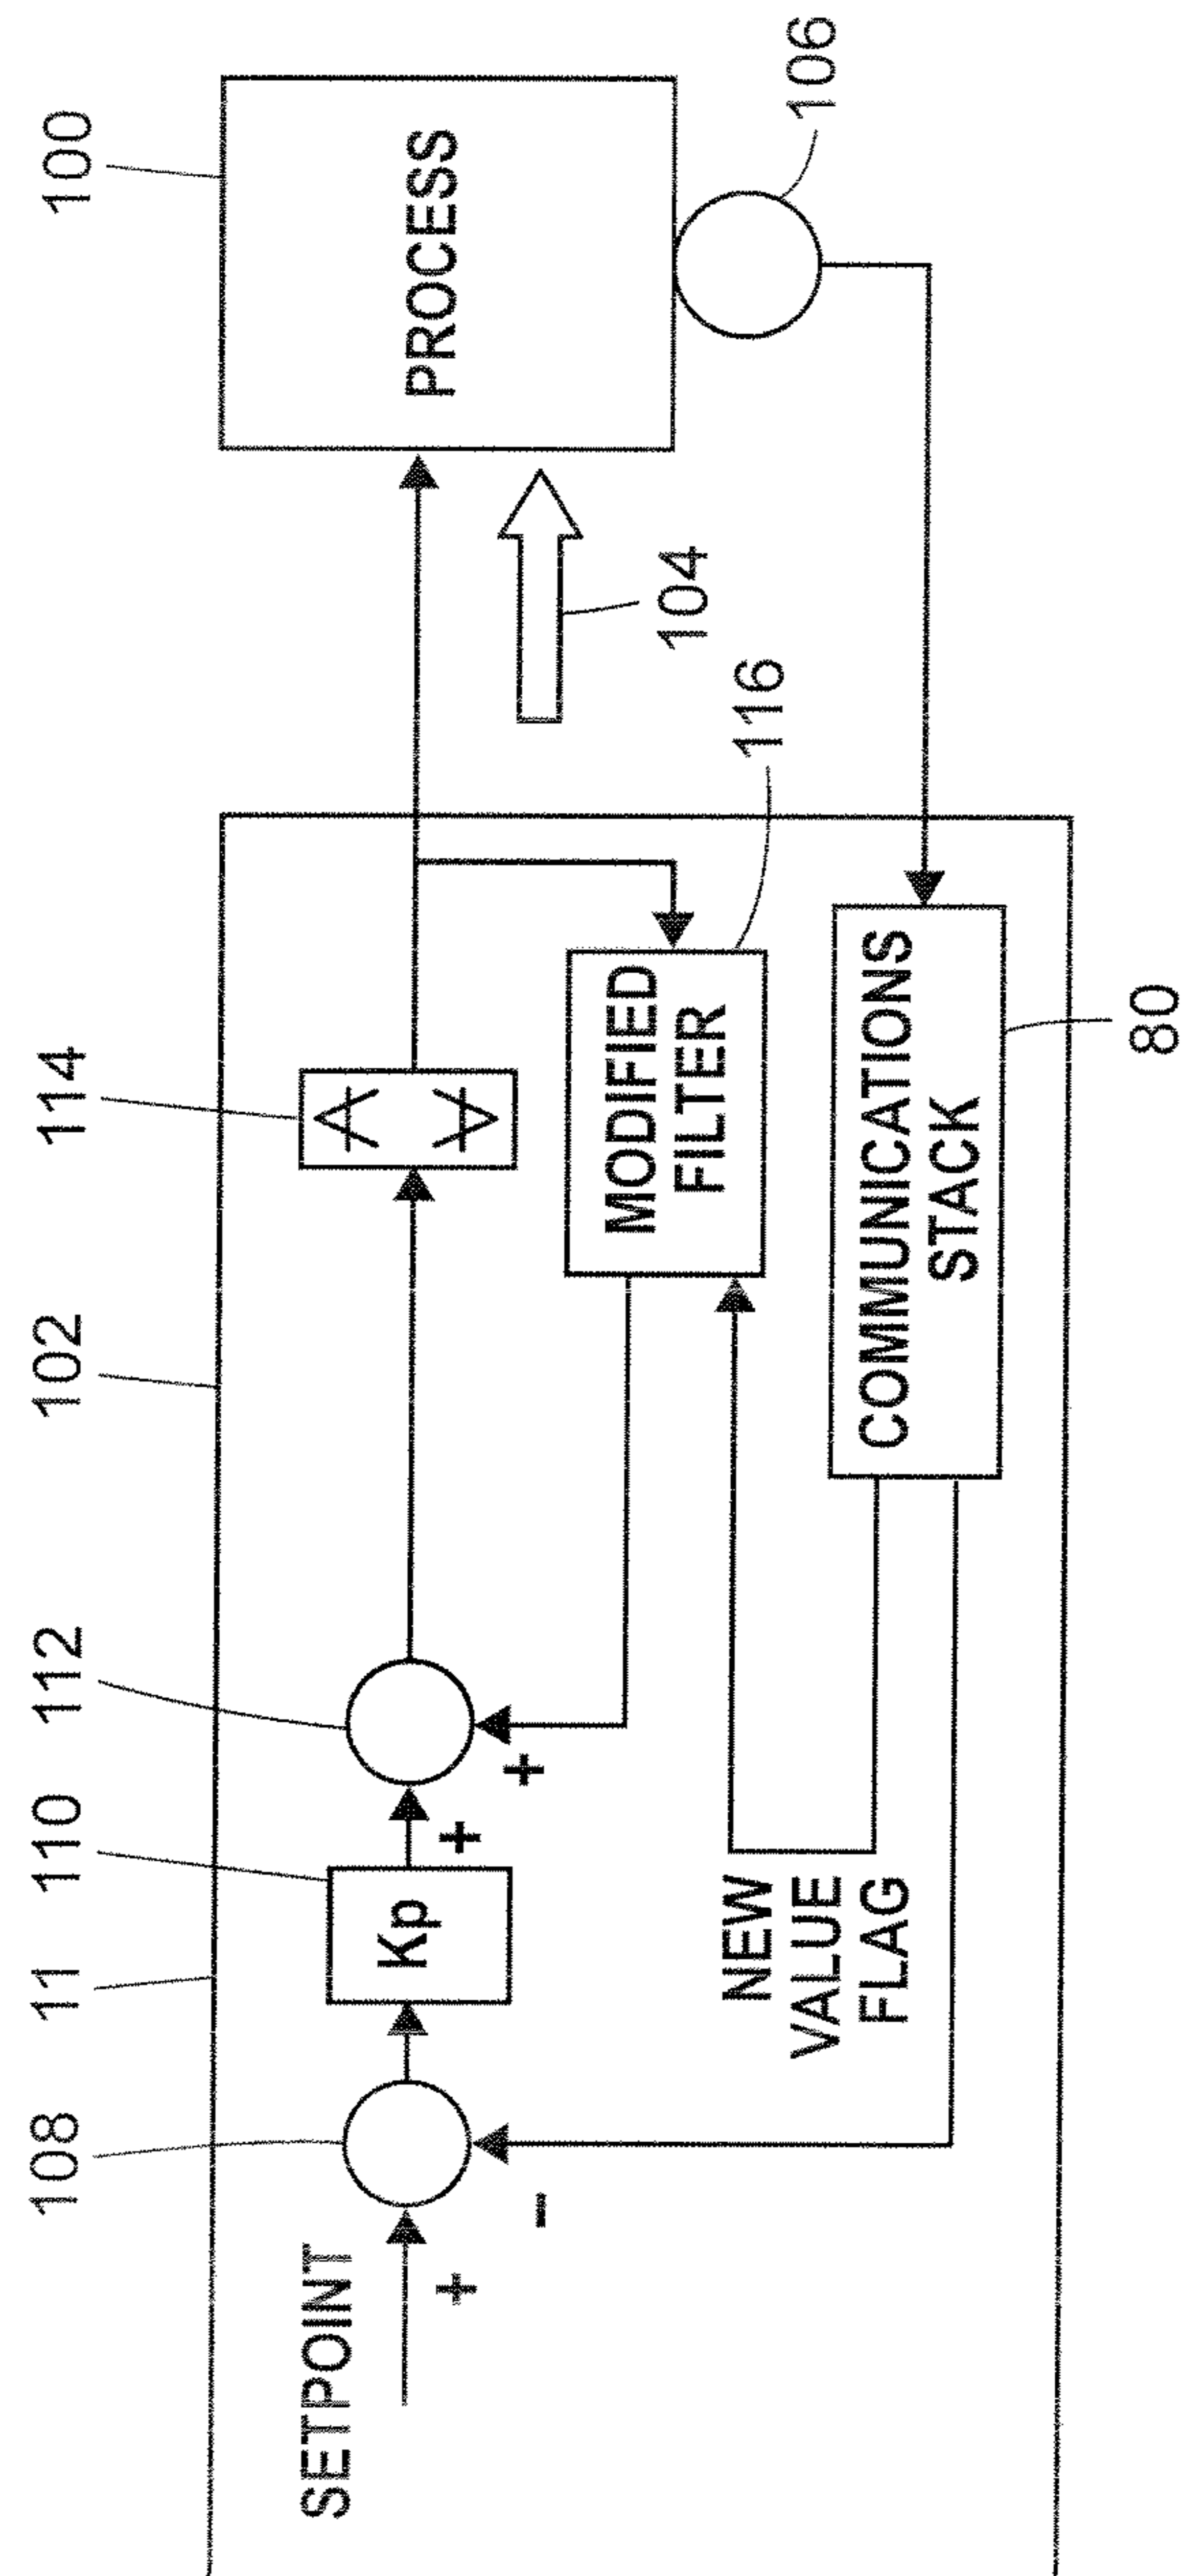 108
11
110
112
102
114
100
SETPOINT
+
-
Kp
+
+
PROCESS
104
116
106
MODIFIED
FILTER
NEW
VALUE
FLAG
COMMUNICATIONS
STACK
80